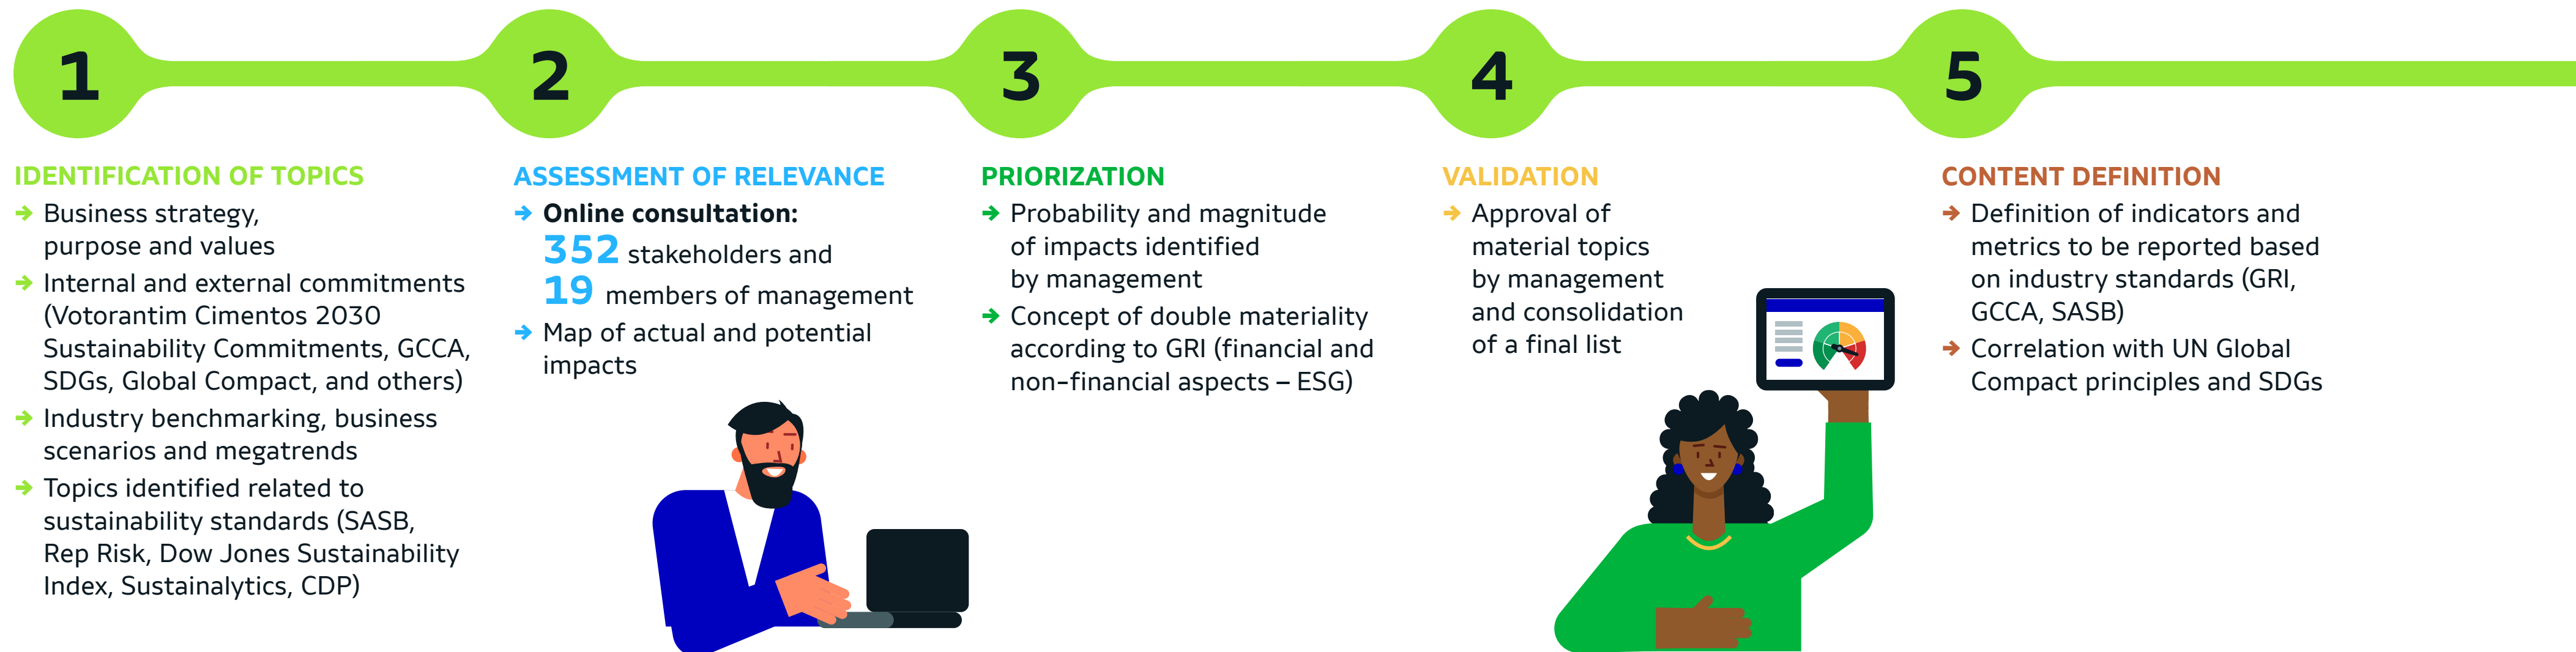 1
2
3
4
5
IDENTIFICATION OF TOPICS
→ Business strategy,
purpose and values
→ Internal and external commitments
(Votorantim Cimentos 2030
Sustainability Commitments, GCCA,
SDGs, Global Compact, and others)
→ Industry benchmarking, business
scenarios and megatrends
→ Topics identified related to
sustainability standards (SASB,
Rep Risk, Dow Jones Sustainability
Index, Sustainalytics, CDP)
ASSESSMENT OF RELEVANCE
→ Online consultation:
352 stakeholders and
19 members of management
→ Map of actual and potential
impacts
PRIORIZATION
→ Probability and magnitude
of impacts identified
by management
→ Concept of double materiality
according to GRI (financial and
non-financial aspects – ESG)
VALIDATION
→ Approval of
material topics
by management
and consolidation
of a final list
CONTENT DEFINITION
→ Definition of indicators and
metrics to be reported based
on industry standards (GRI,
GCCA, SASB)
→ Correlation with UN Global
Compact principles and SDGs